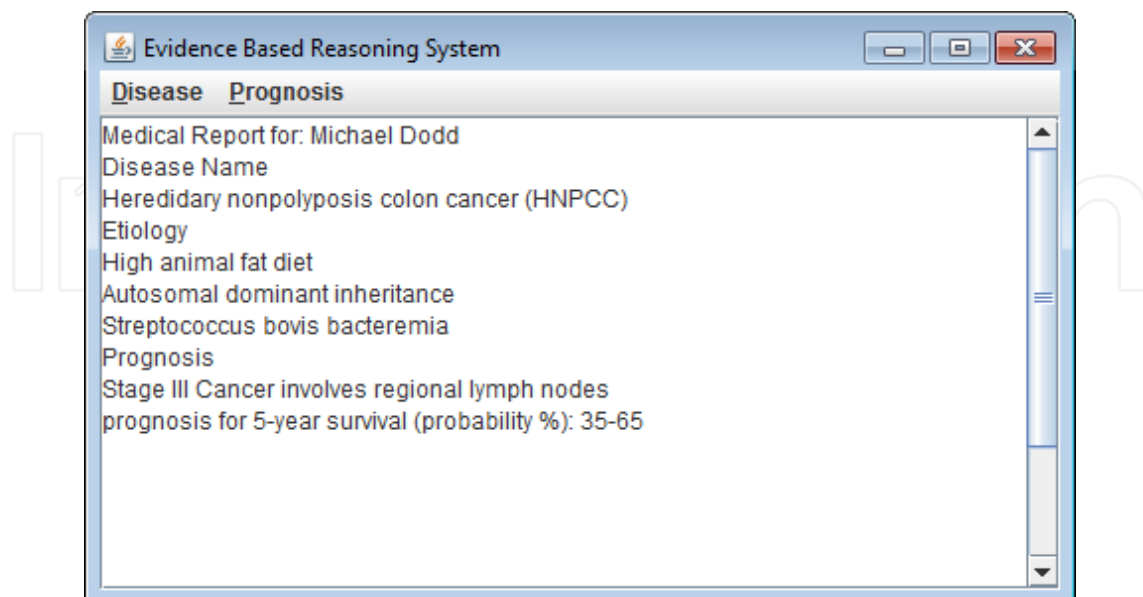 Evidence Based Reasoning System
Disease Prognosis
Medical Report for: Michael Dodd
Disease Name
Heredidary nonpolyposis colon cancer (HNPCC)
Etiology
High animal fat diet
Autosomal dominant inheritance
Streptococcus bovis bacteremia
Prognosis
Stage III Cancer involves regional lymph nodes
prognosis for 5-year survival (probability %): 35-65